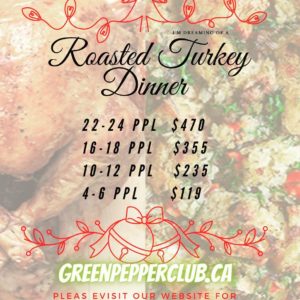 I'M DREAMING OF A
Roasted Turkey
Dinner
22-24 PPL $470
16-18 PPL $355
10-12 PPL $235
4-6 PPL $119
GREENPEPPERCLUB.CA
PLEAS EVISIT OUR WEBSITE FOR